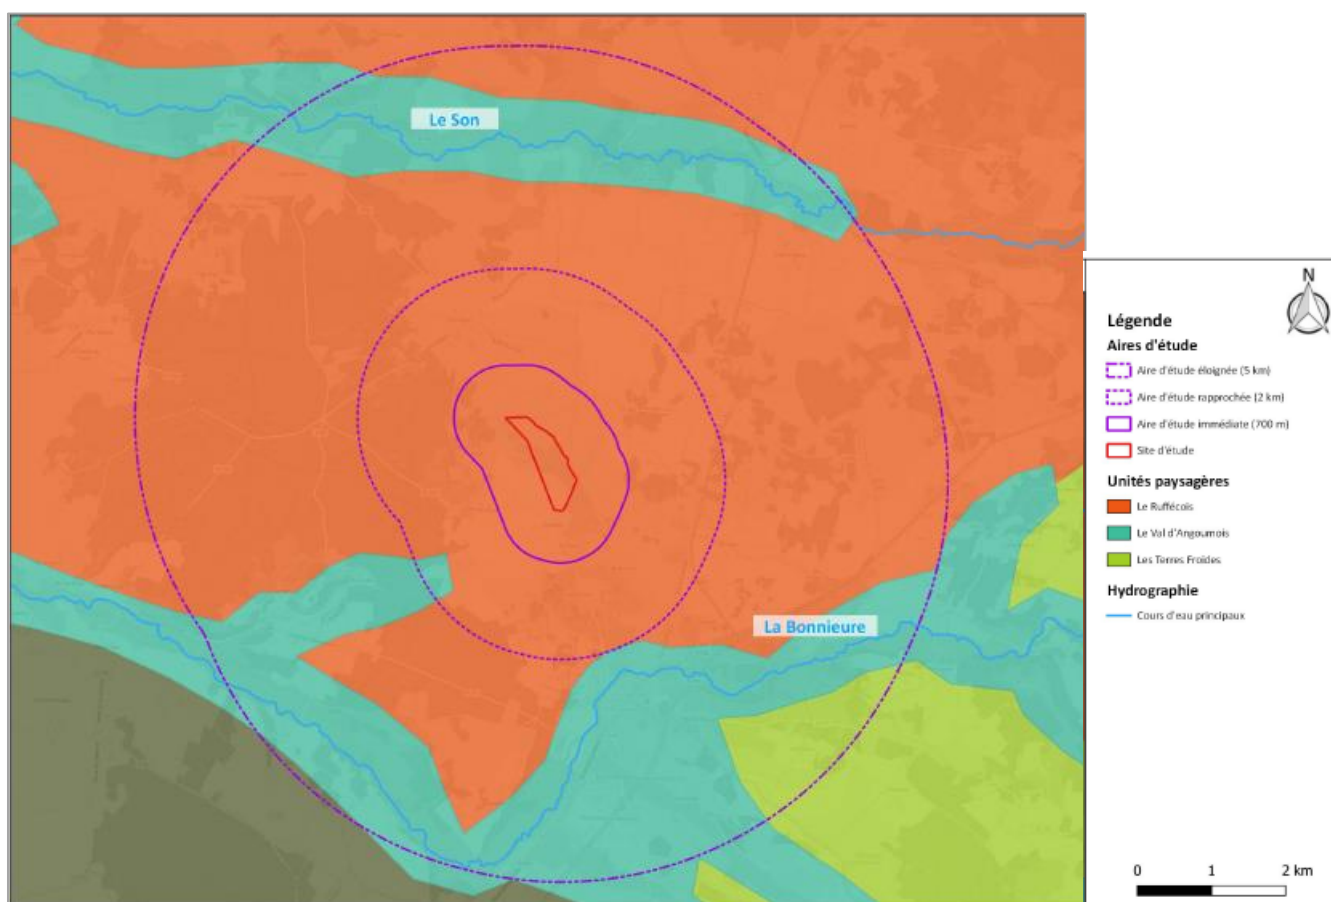 Le Son
La Bonnieure
N
Légende
Aires d'étude
Aire d'étude éloignée (5 km)
Aire d'étude rapprochée (2 km)
Aire d'étude immédiate (700 m)
Site d'étude
Unités paysagères
Le Ruffécois
Le Val d'Angoumois
Les Terres Froides
Hydrographie
Cours d'eau principaux
0 1 2 km